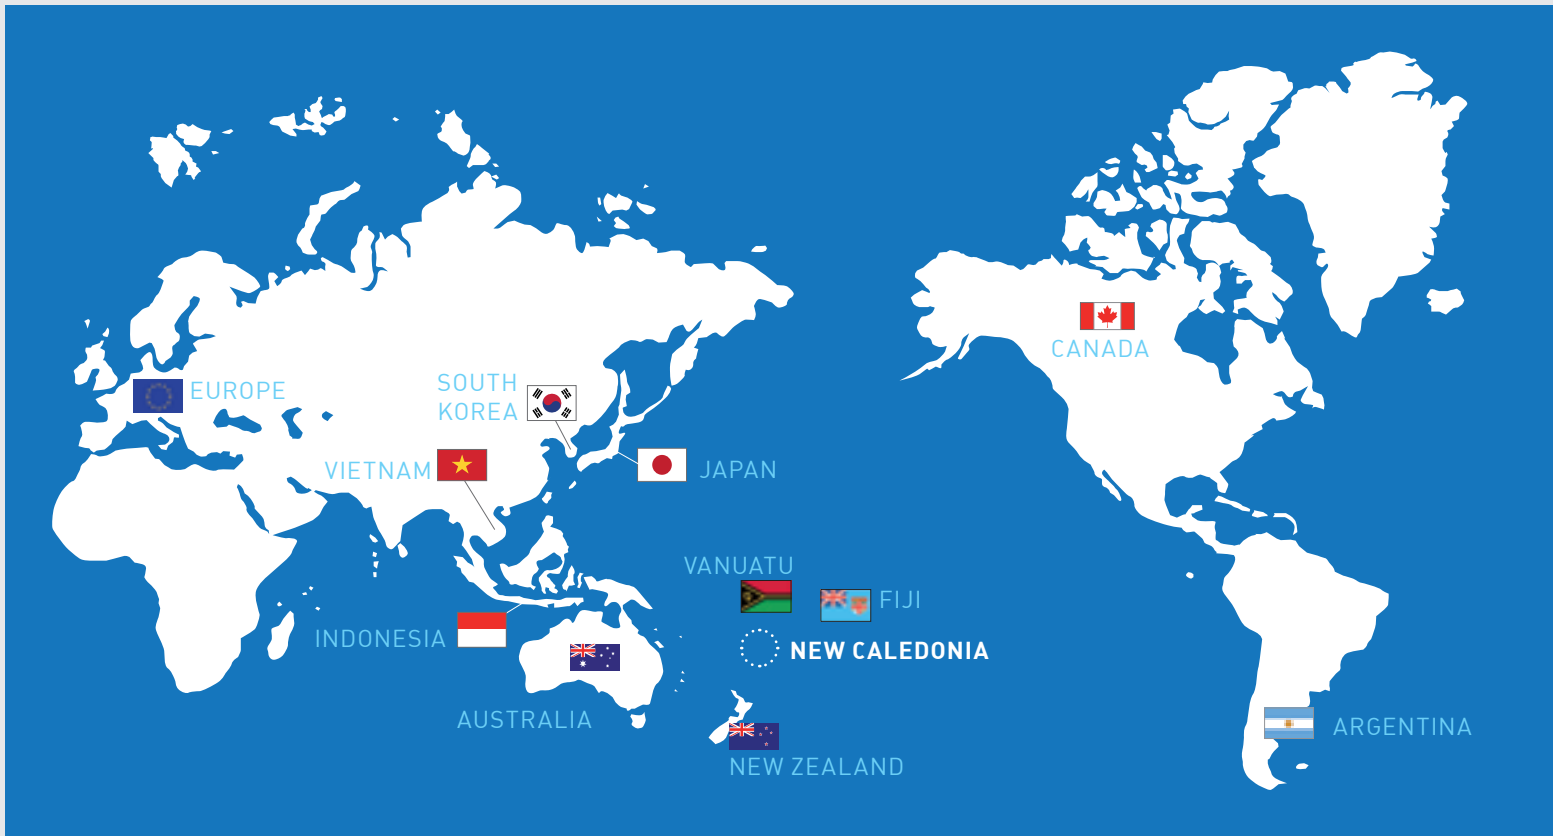 CANADA
EUROPE
SOUTH
KOREA
VIETNAM
JAPAN
VANUATU
FIJI
INDONESIA
NEW CALEDONIA
AUSTRALIA
ARGENTINA
NEW ZEALAND